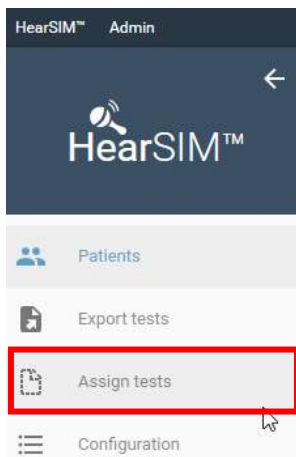 HearSIM™ Admin
HearSIM™
Patients
Export tests
Assign tests
Configuration